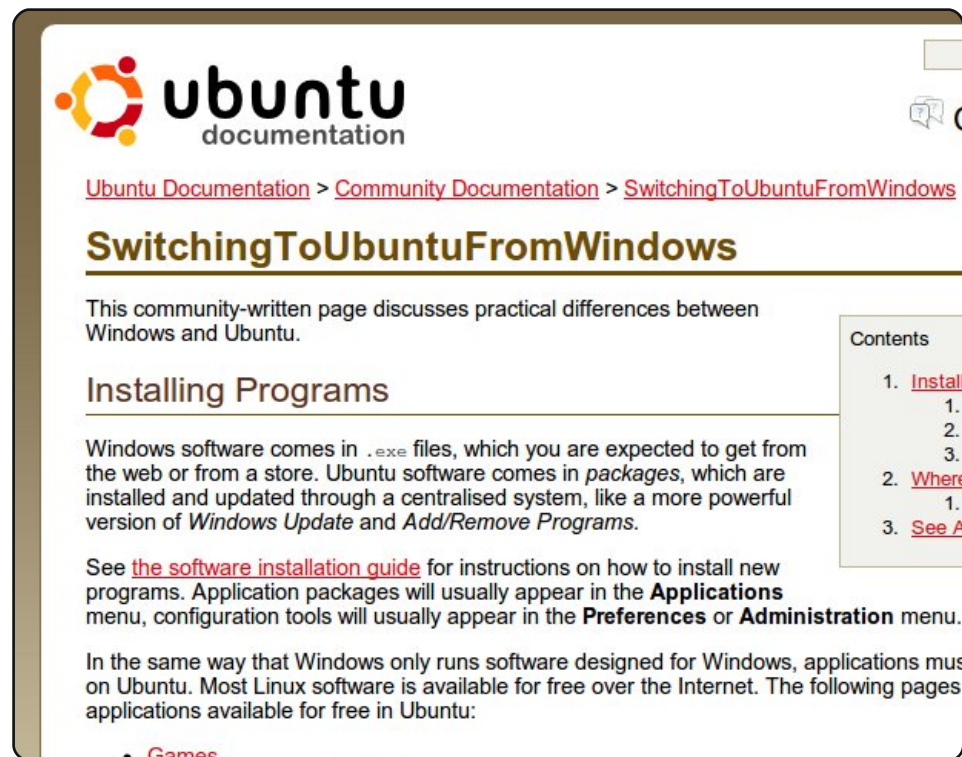 ubuntu
documentation
Ubuntu Documentation > Community Documentation > SwitchingToUbuntuFromWindows
SwitchingToUbuntuFromWindows
This community-written page discusses practical differences between
Windows and Ubuntu.
Contents
1. Install
1.
2.
3.
2. Where
1.
3. See A
Installing Programs
Windows software comes in .exe files, which you are expected to get from
the web or from a store. Ubuntu software comes in packages, which are
installed and updated through a centralised system, like a more powerful
version of Windows Update and Add/Remove Programs.
See the software installation guide for instructions on how to install new
programs. Application packages will usually appear in the Applications
menu, configuration tools will usually appear in the Preferences or Administration menu.
In the same way that Windows only runs software designed for Windows, applications mus
on Ubuntu. Most Linux software is available for free over the Internet. The following pages
applications available for free in Ubuntu:
• Games